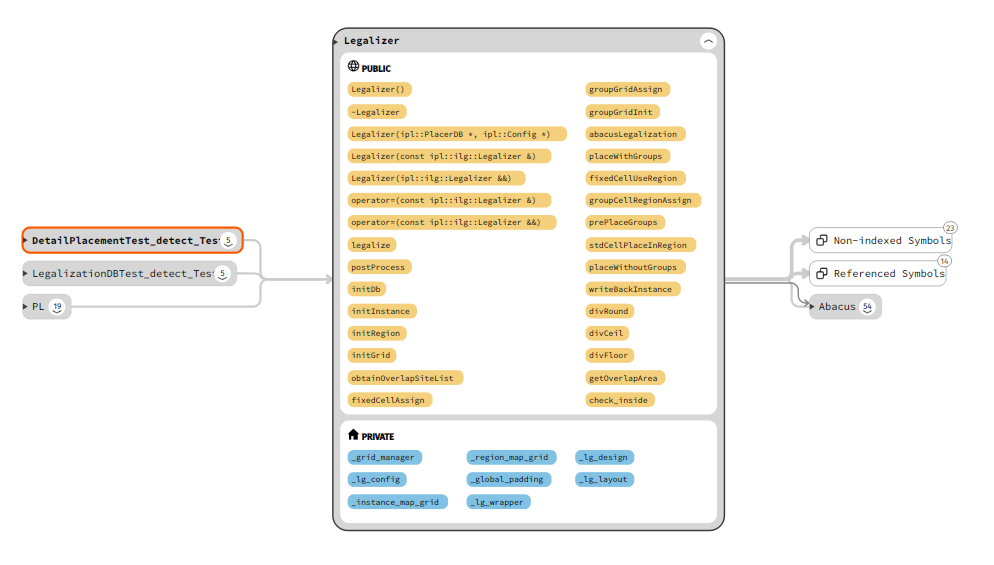 Legalizer
PUBLIC
Legalizer()
~Legalizer
Legalizer(ipl::PlacerDB *, ipl::Config *)
Legalizer(const ipl::ilg::Legalizer &)
Legalizer(ipl::ilg::Legalizer &&)
operator=(const ipl::ilg::Legalizer &)
operator=(const ipl::ilg::Legalizer &&)
legalize
postProcess
initDb
initInstance
initRegion
initGrid
obtainOverlapSiteList
fixedCellAssign
groupGridAssign
groupGridInit
abacusLegalization
placeWithGroups
fixedCellUseRegion
groupCellRegionAssign
prePlaceGroups
stdCellPlaceInRegion
placeWithoutGroups
writeBackInstance
divRound
divCeil
divFloor
getOverlapArea
check_inside
PRIVATE
_grid_manager
_lg_config
_instance_map_grid
_region_map_grid
_global_padding
_lg_wrapper
_lg_design
_lg_layout
DetailPlacementTest_detect_Test 5
LegalizationDBTest_detect_Tes 5
PL 19
23
Non-indexed Symbols
14
Referenced Symbols
Abacus 54